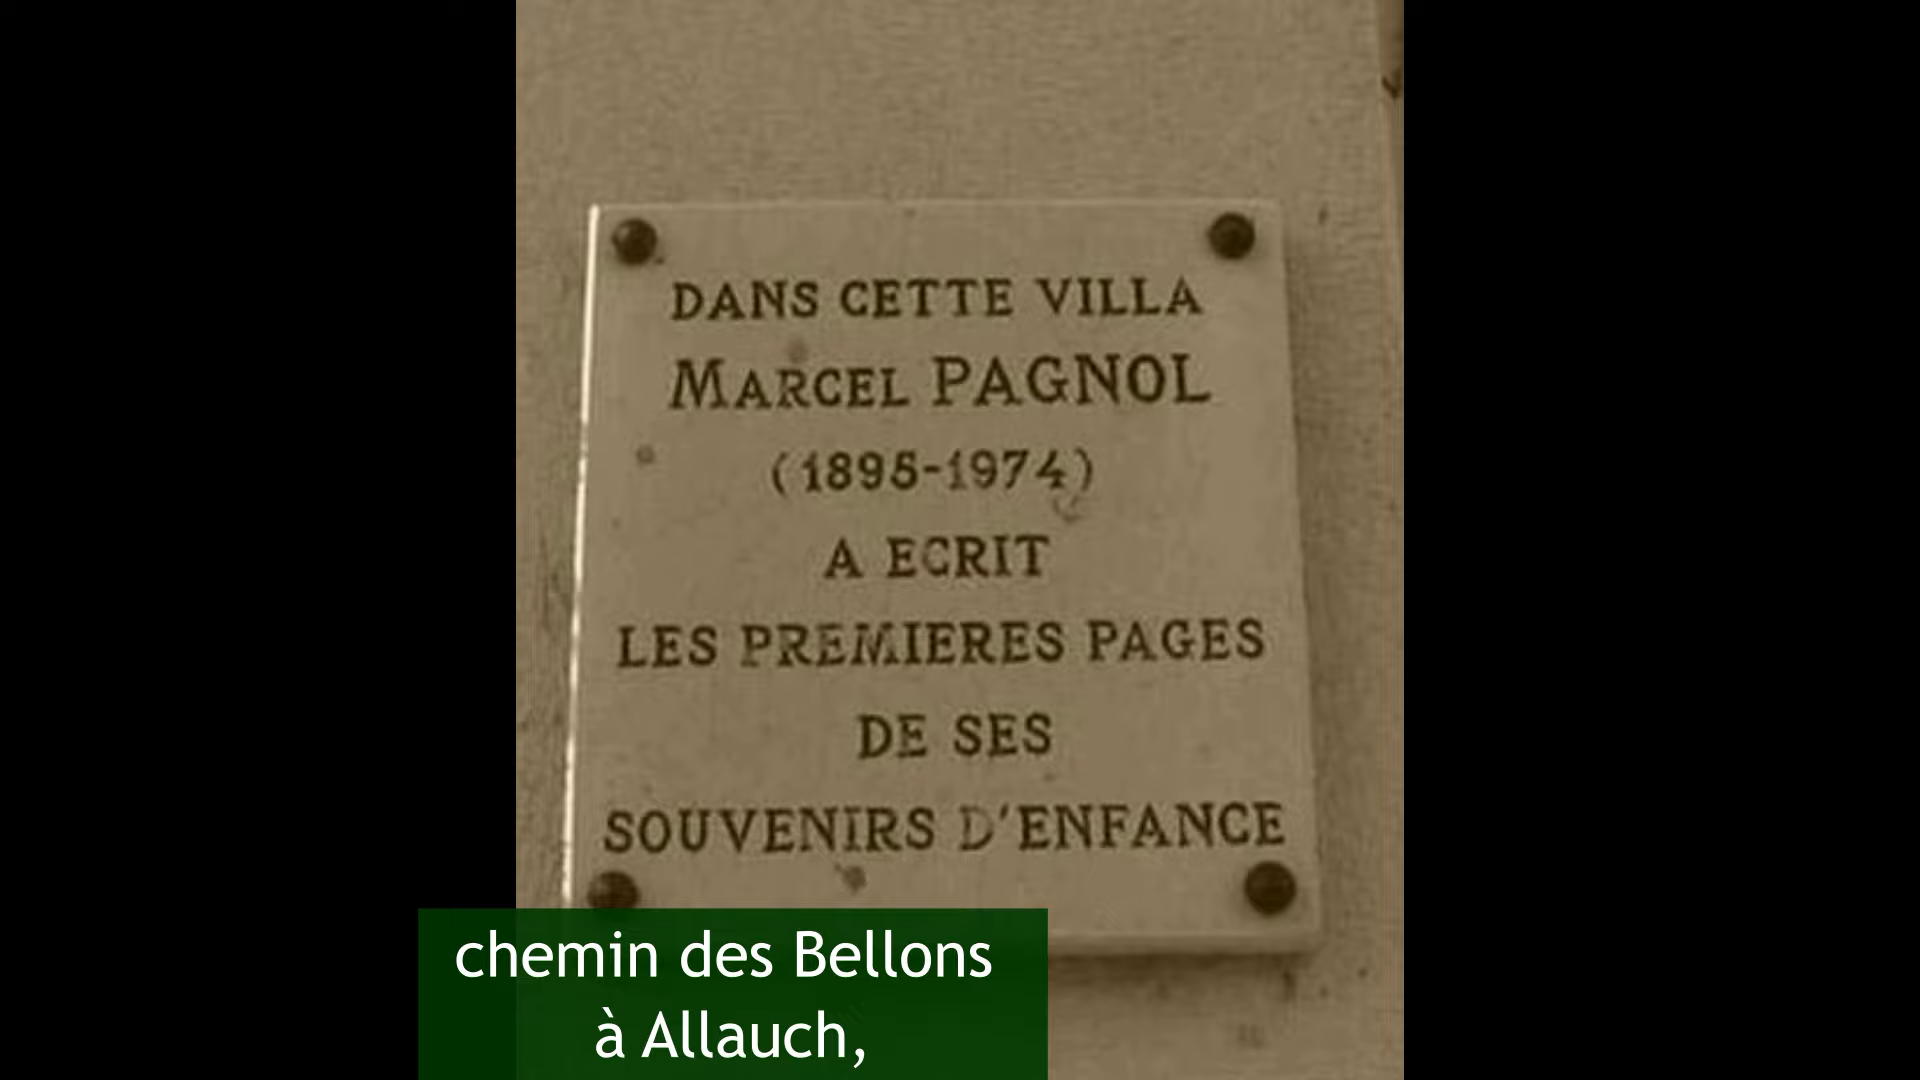 DANS CETTE VILLA
MARCEL PAGNOL
(1895-1974)
A ECRIT
LES PREMIERES PAGES
DE SES
SOUVENIRS D'ENFANCE
chemin des Bellons
à Allauch,